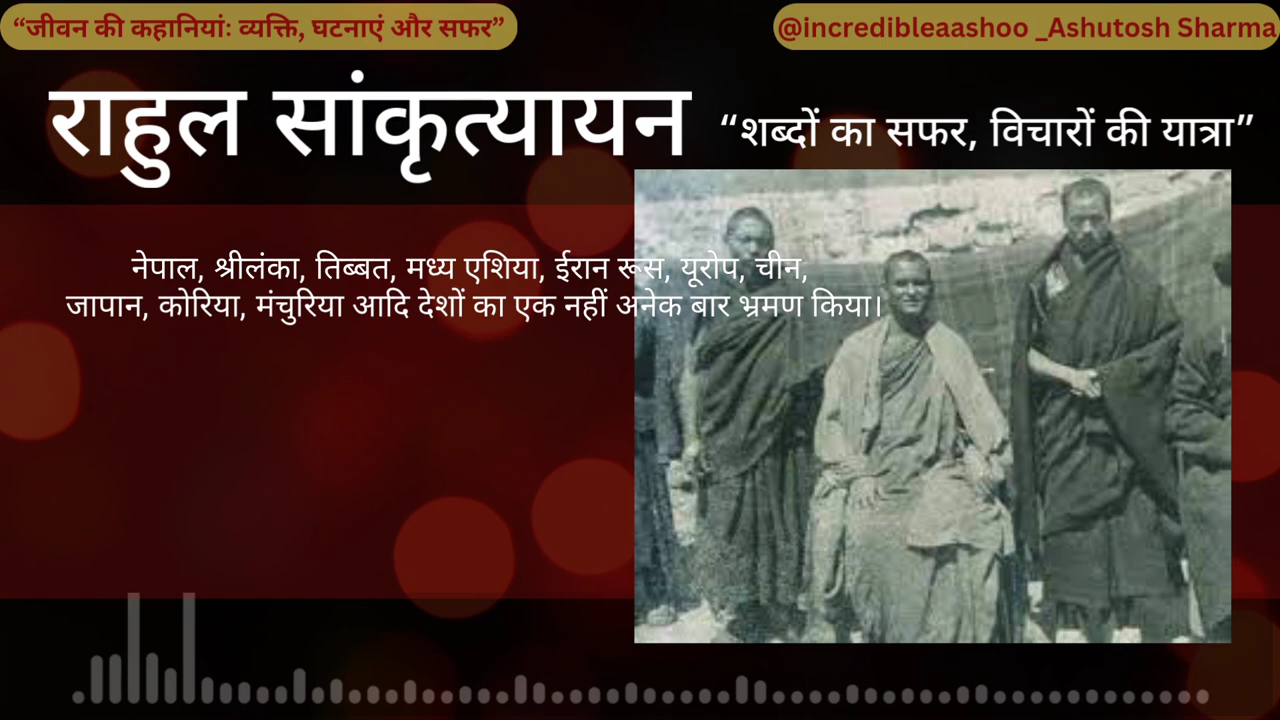 “जीवन की कहानियां: व्यक्ति, घटनाएं और सफर”
@incredibleaashoo _Ashutosh Sharma
राहुल सांकृत्यायन
“शब्दों का सफर, विचारों की यात्रा”
नेपाल, श्रीलंका, तिब्बत, मध्य एशिया, ईरान रूस, यूरोप, चीन,
जापान, कोरिया, मंचुरिया आदि देशों का एक नहीं अनेक बार भ्रमण किया।